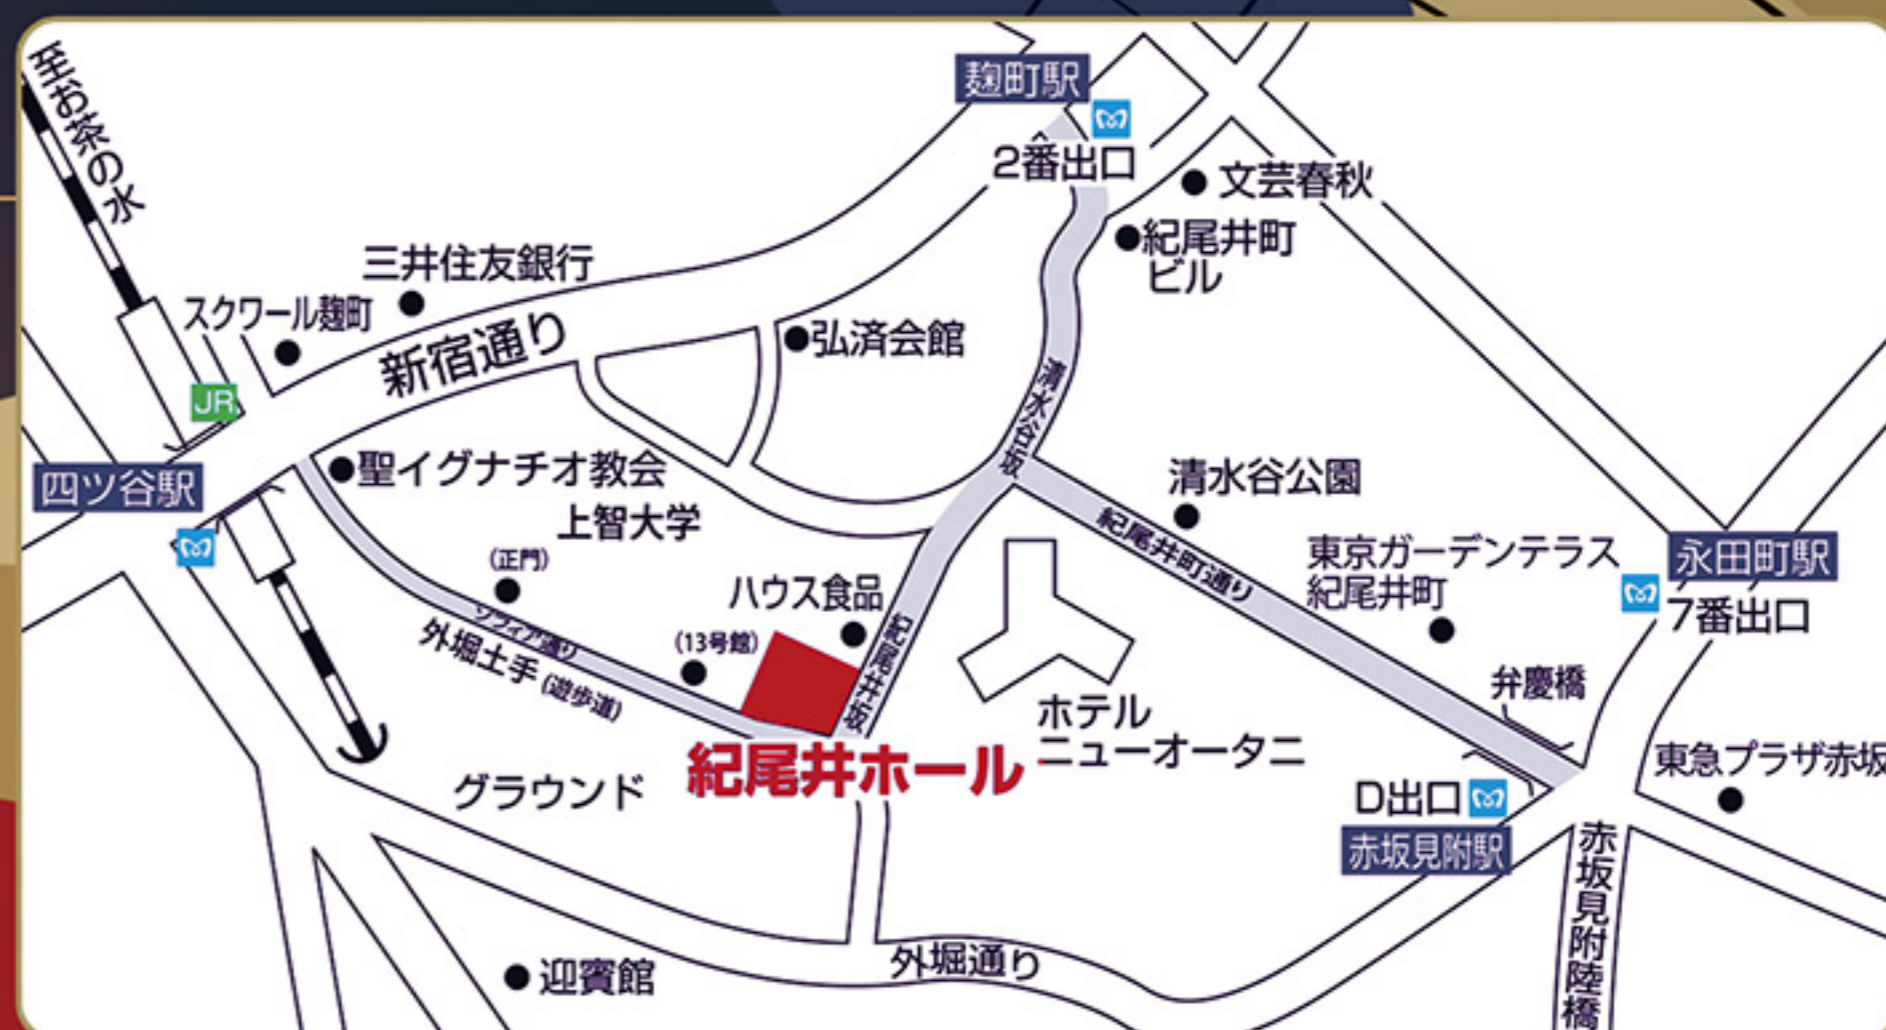 至お茶の水
麹町駅
2番出口
文芸春秋
紀尾井町
ビル
三井住友銀行
スクワール麹町
新宿通り
弘済会館
JR
清水谷坂
四ツ谷駅
聖イグナチオ教会
上智大学
清水谷公園
紀尾井町通り
東京ガーデンテラス
紀尾井町
永田町駅
7番出口
(正門)
ハウス食品
ソフィア通り
外堀土手 (遊歩道)
(13号館)
紀尾井坂
弁慶橋
ホテル
ニューオータニ
紀尾井ホール
グラウンド
東急プラザ赤坂
D出口
赤坂見附駅
赤坂見附陸橋
外堀通り
迎賓館